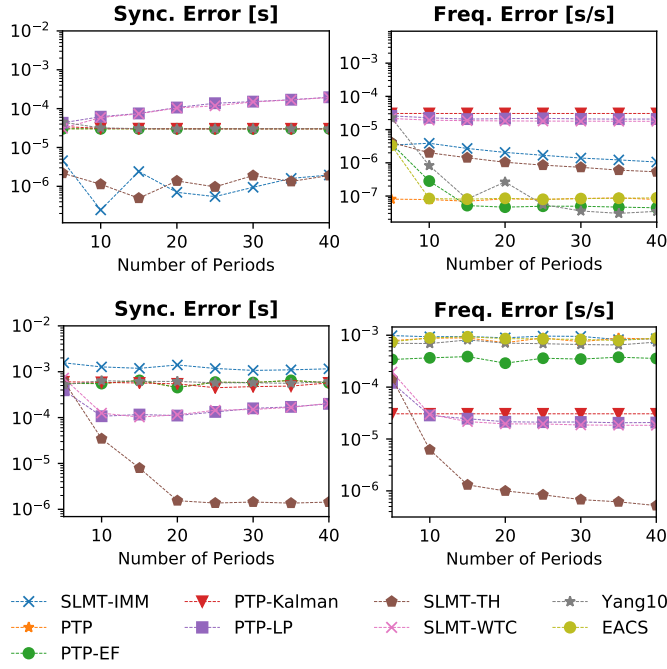 Sync. Error [s]
Freq. Error [s/s]
10⁻²
10⁻³
10⁻⁴
10⁻⁵
10⁻⁶
10⁻³
10⁻⁴
10⁻⁵
10⁻⁶
10⁻⁷
10 20 30 40
10 20 30 40
Number of Periods
Number of Periods
Sync. Error [s]
Freq. Error [s/s]
10⁻²
10⁻³
10⁻⁴
10⁻⁵
10⁻⁶
10⁻³
10⁻⁴
10⁻⁵
10⁻⁶
10 20 30 40
10 20 30 40
Number of Periods
Number of Periods
SLMT-IMM
PTP
PTP-EF
PTP-Kalman
PTP-LP
SLMT-TH
SLMT-WTC
Yang10
EACS